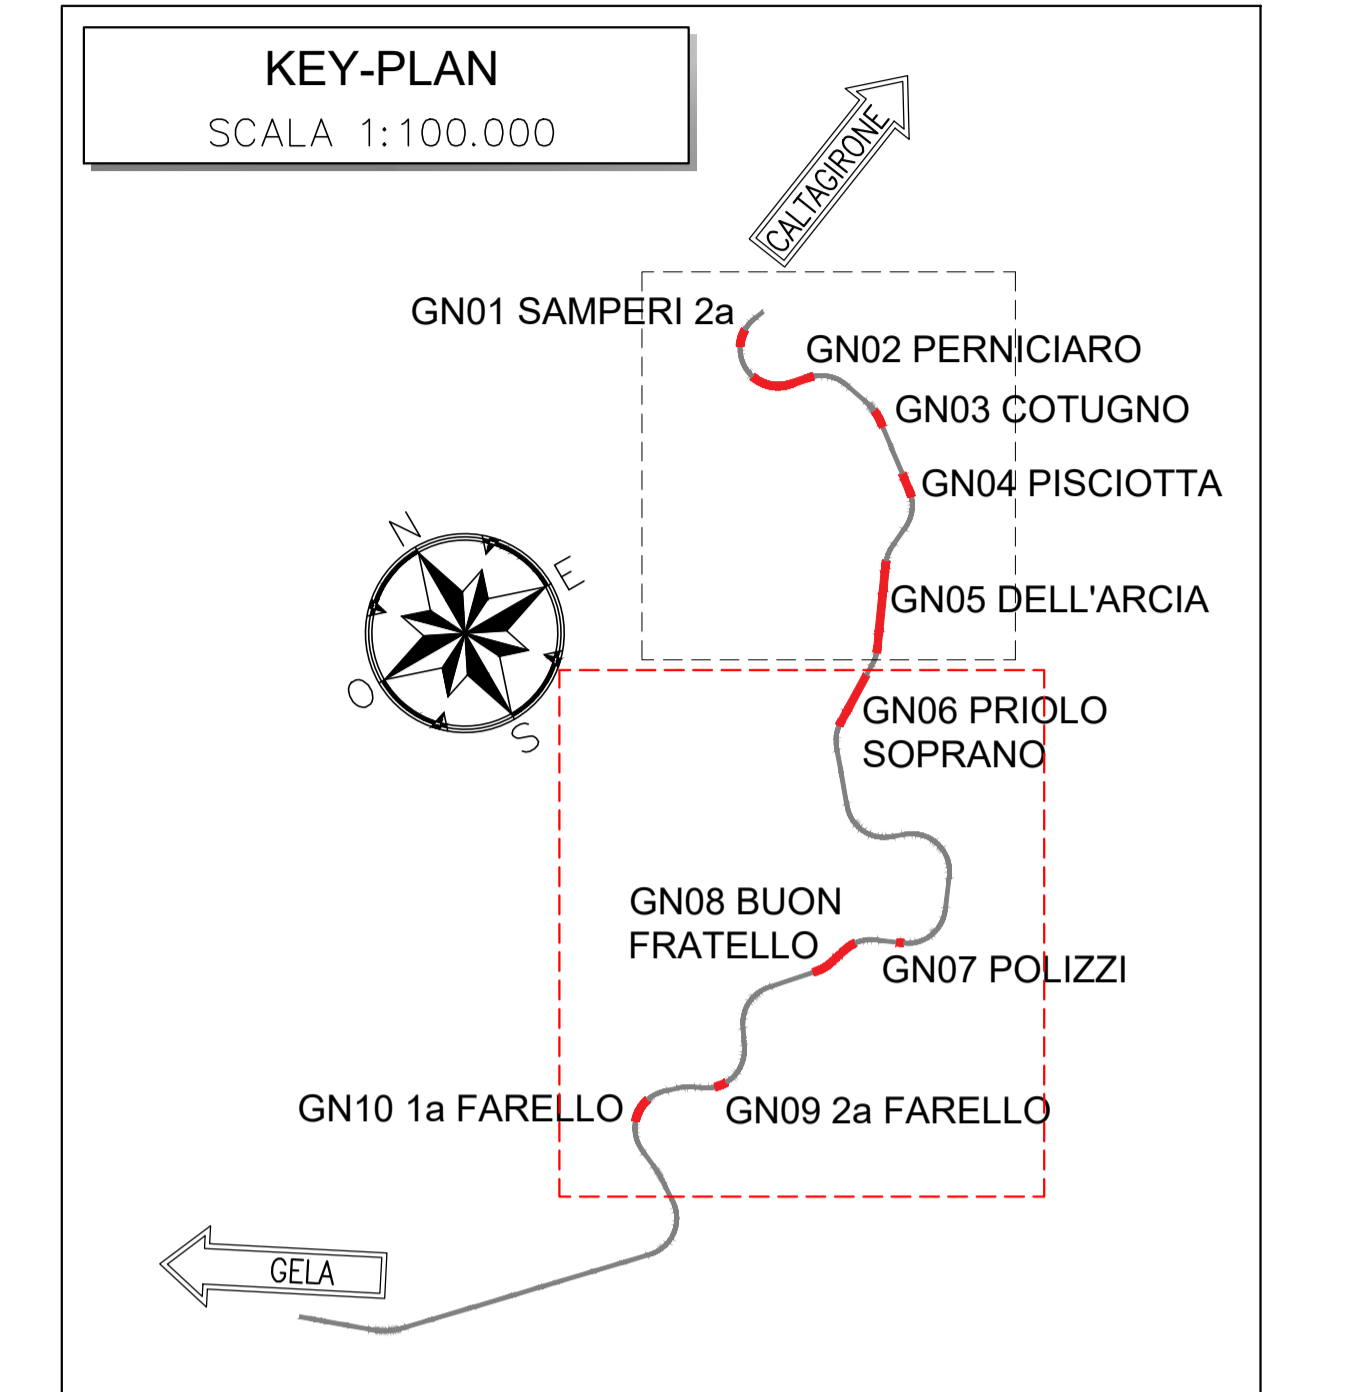 KEY-PLAN
SCALA 1:100.000
CALTAGIRONE
GN01 SAMPERI 2a
GN02 PERNICIARO
GN03 COTUGNO
GN04 PISCIOTTA
N
E
O
S
GN05 DELL'ARCIA
GN06 PRIOLO
SOPRANO
GN08 BUON
FRATELLO
GN07 POLIZZI
GN10 1a FARELLO
GN09 2a FARELLO
GELA